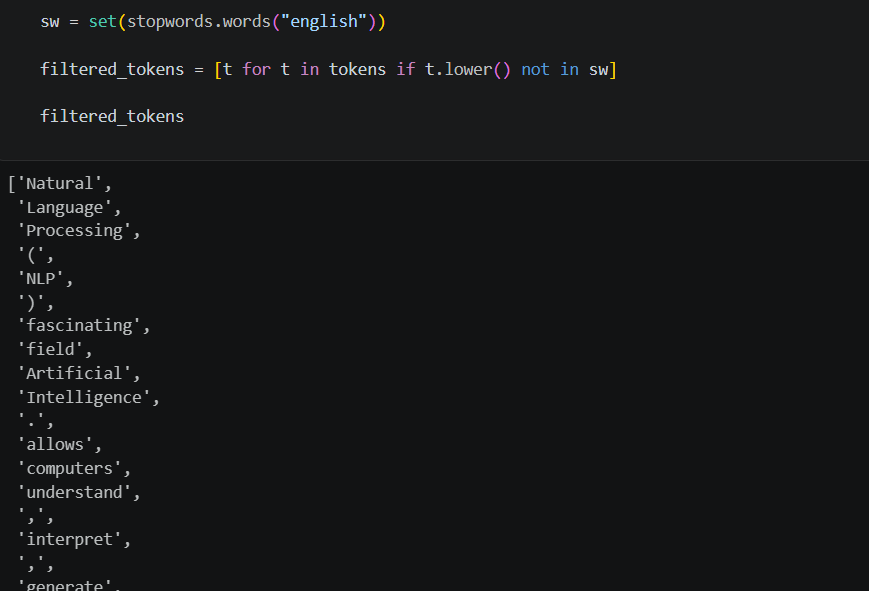 sw = set(stopwords.words("english"))
filtered_tokens = [t for t in tokens if t.lower() not in sw]
filtered_tokens
['Natural',
'Language',
'Processing',
'(',
'NLP',
')',
'fascinating',
'field',
'Artificial',
'Intelligence',
'.',
'allows',
'computers',
'understand',
',',
'interpret',
',',
'generate',